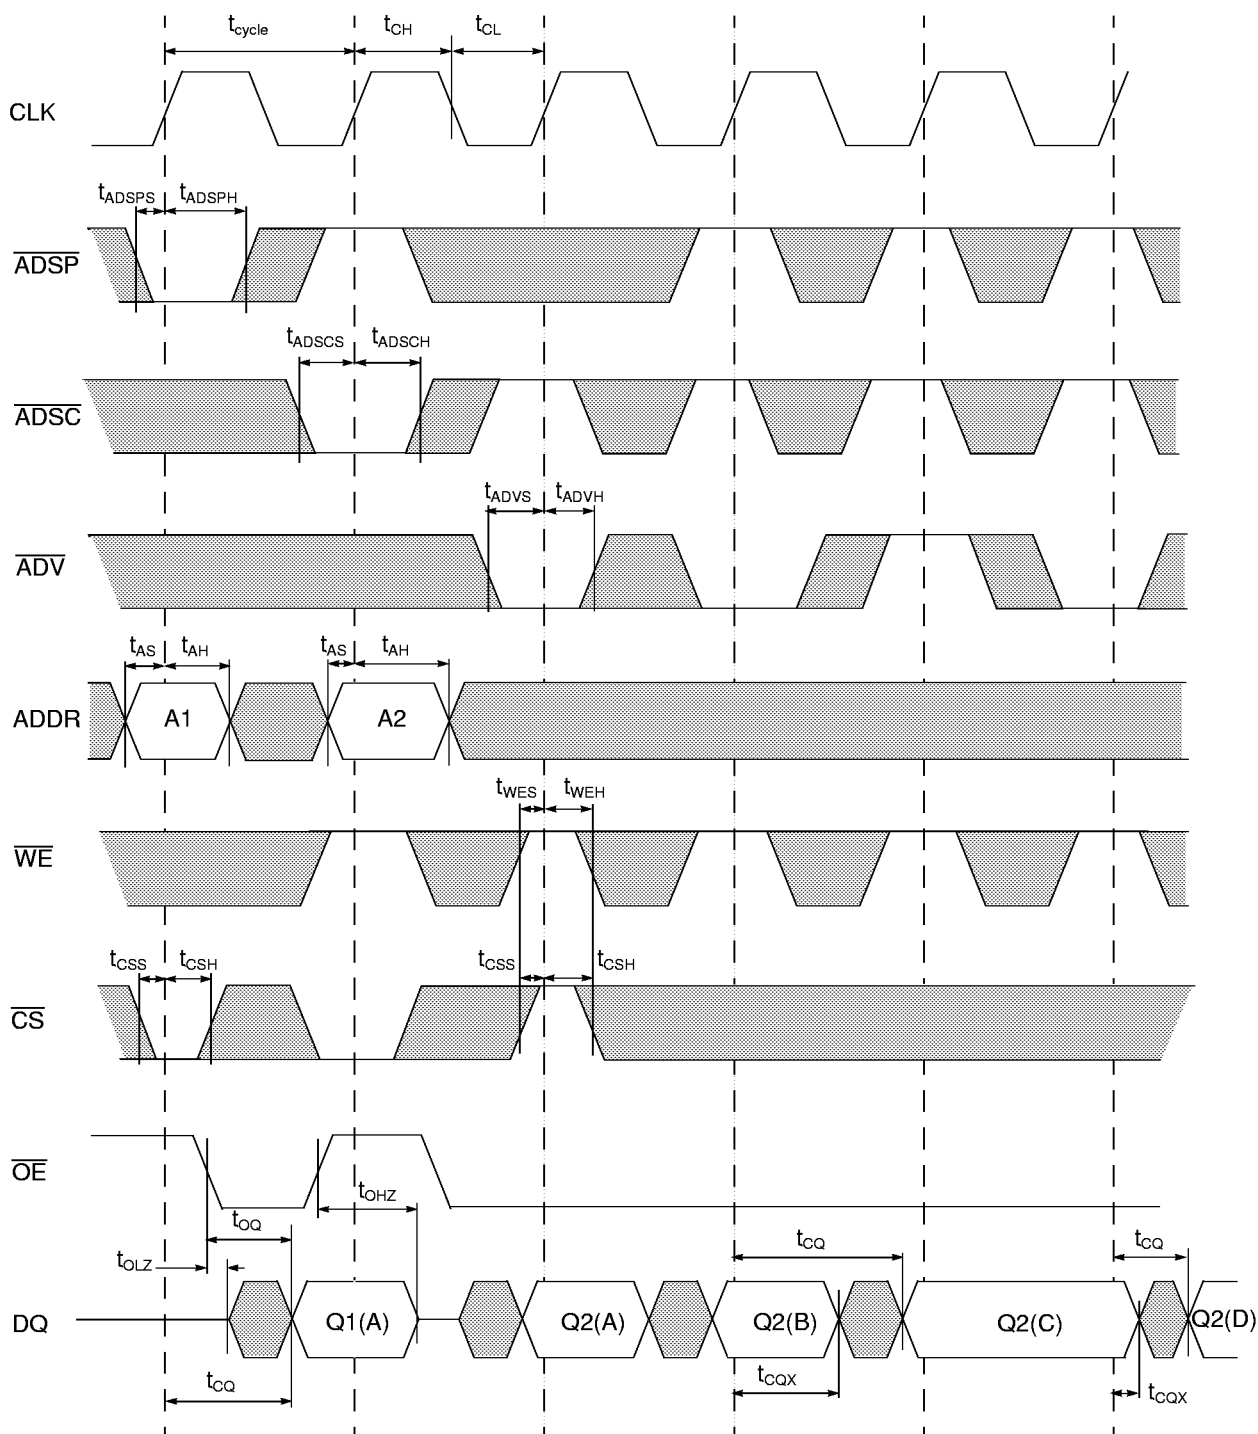 tcycle tCH tCL
CLK
tADSPS tADSPH
ADSP
tADSCS tADSCH
ADSC
tADVS tADVH
ADV
tAS tAH tAS tAH
ADDR A1 A2
tWES tWEH
WE
tCSS tCSH tCSS tCSH
CS
OE
tOHZ
tOQ tCQ tCQ
tOLZ
DQ Q1(A) Q2(A) Q2(B) Q2(C) Q2(D)
tCQ tCQX tCQX